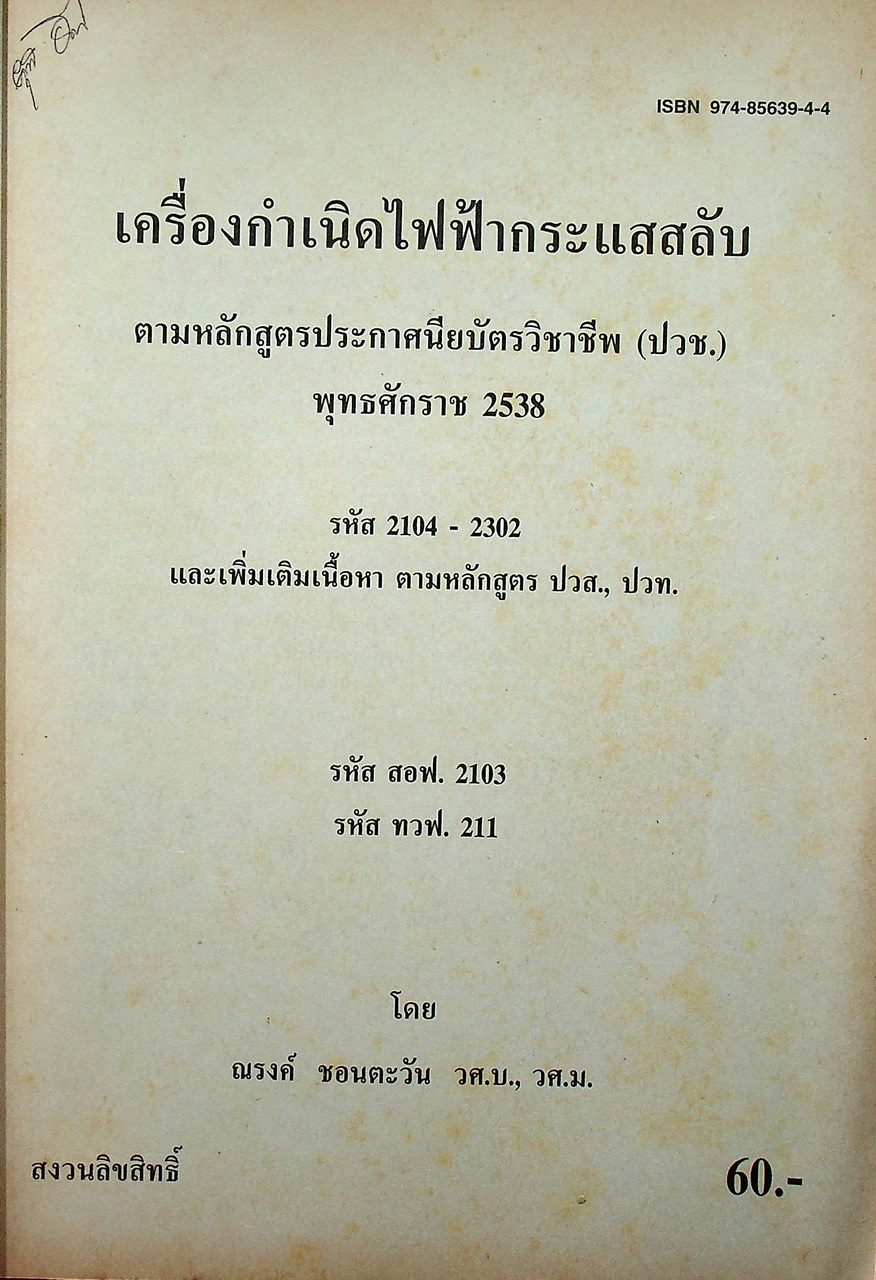 ISBN 974-85639-4-4
เครื่องกำเนิดไฟฟ้ากระแสสลับ
ตามหลักสูตรประกาศนียบัตรวิชาชีพ (ปวช.)
พุทธศักราช 2538
รหัส 2104 - 2302
และเพิ่มเติมเนื้อหา ตามหลักสูตร ปวส., ปวท.
รหัส สอฟ. 2103
รหัส ทวฟ. 211
โดย
ณรงค์ ชอนตะวัน วศ.บ., วศ.ม.
สงวนลิขสิทธิ์
60.-